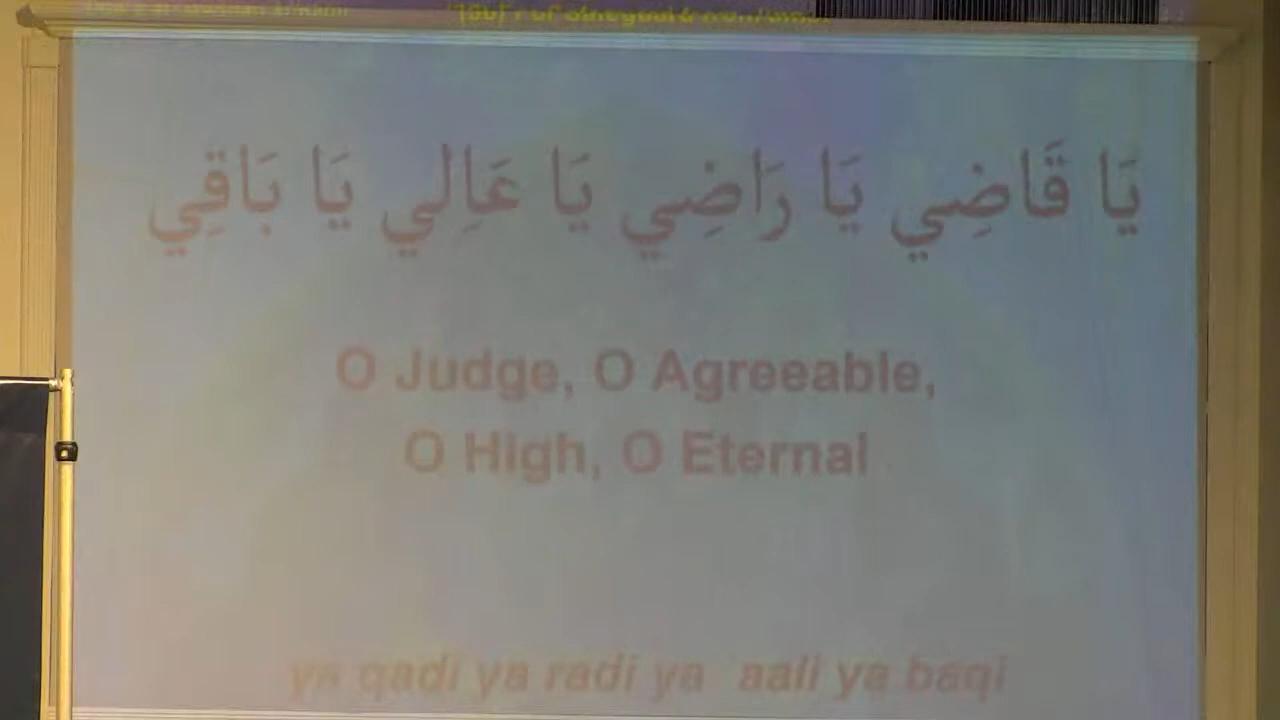 يَا قَاضِي يَا رَاضِي يَا عَالِي يَا بَاقِي
O Judge, O Agreeable,
O High, O Eternal
ya qadi ya radi ya aali ya baqi